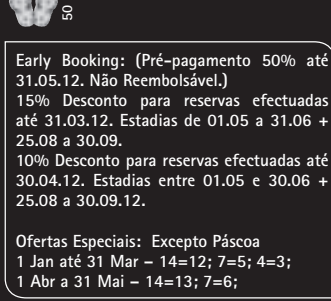 50
Early Booking: (Pré-pagamento 50% até
31.05.12. Não Reembolsável.)
15% Desconto para reservas efectuadas
até 31.03.12. Estadias de 01.05 a 31.06 +
25.08 a 30.09.
10% Desconto para reservas efectuadas até
30.04.12. Estadias entre 01.05 e 30.06 +
25.08 a 30.09.12.
Ofertas Especiais: Excepto Páscoa
1 Jan até 31 Mar – 14=12; 7=5; 4=3;
1 Abr a 31 Mai – 14=13; 7=6;